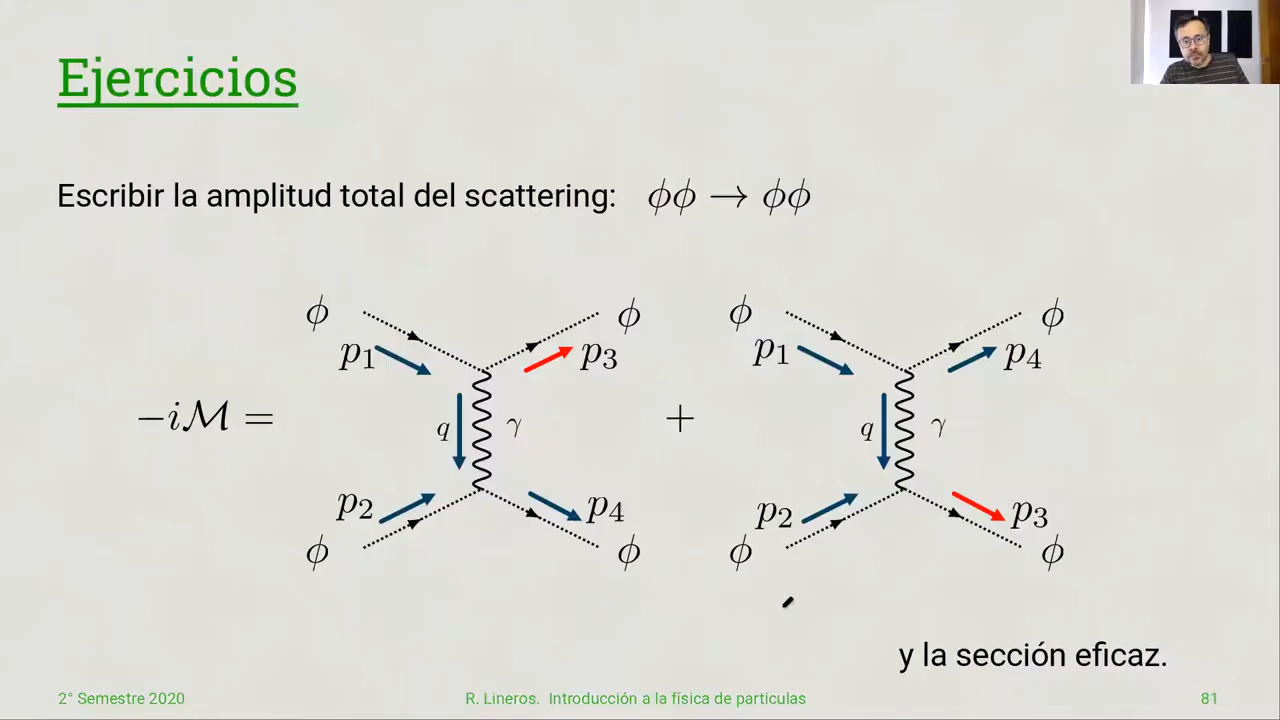 Ejercicios
Escribir la amplitud total del scattering: ϕϕ → ϕϕ
ϕ ϕ ϕ ϕ
p₁ p₃ p₁ p₄
−iℳ = q γ + q γ
p₂ p₄ p₂ p₃
ϕ ϕ ϕ ϕ
y la sección eficaz.
2° Semestre 2020 R. Lineros. Introducción a la física de particulas 81